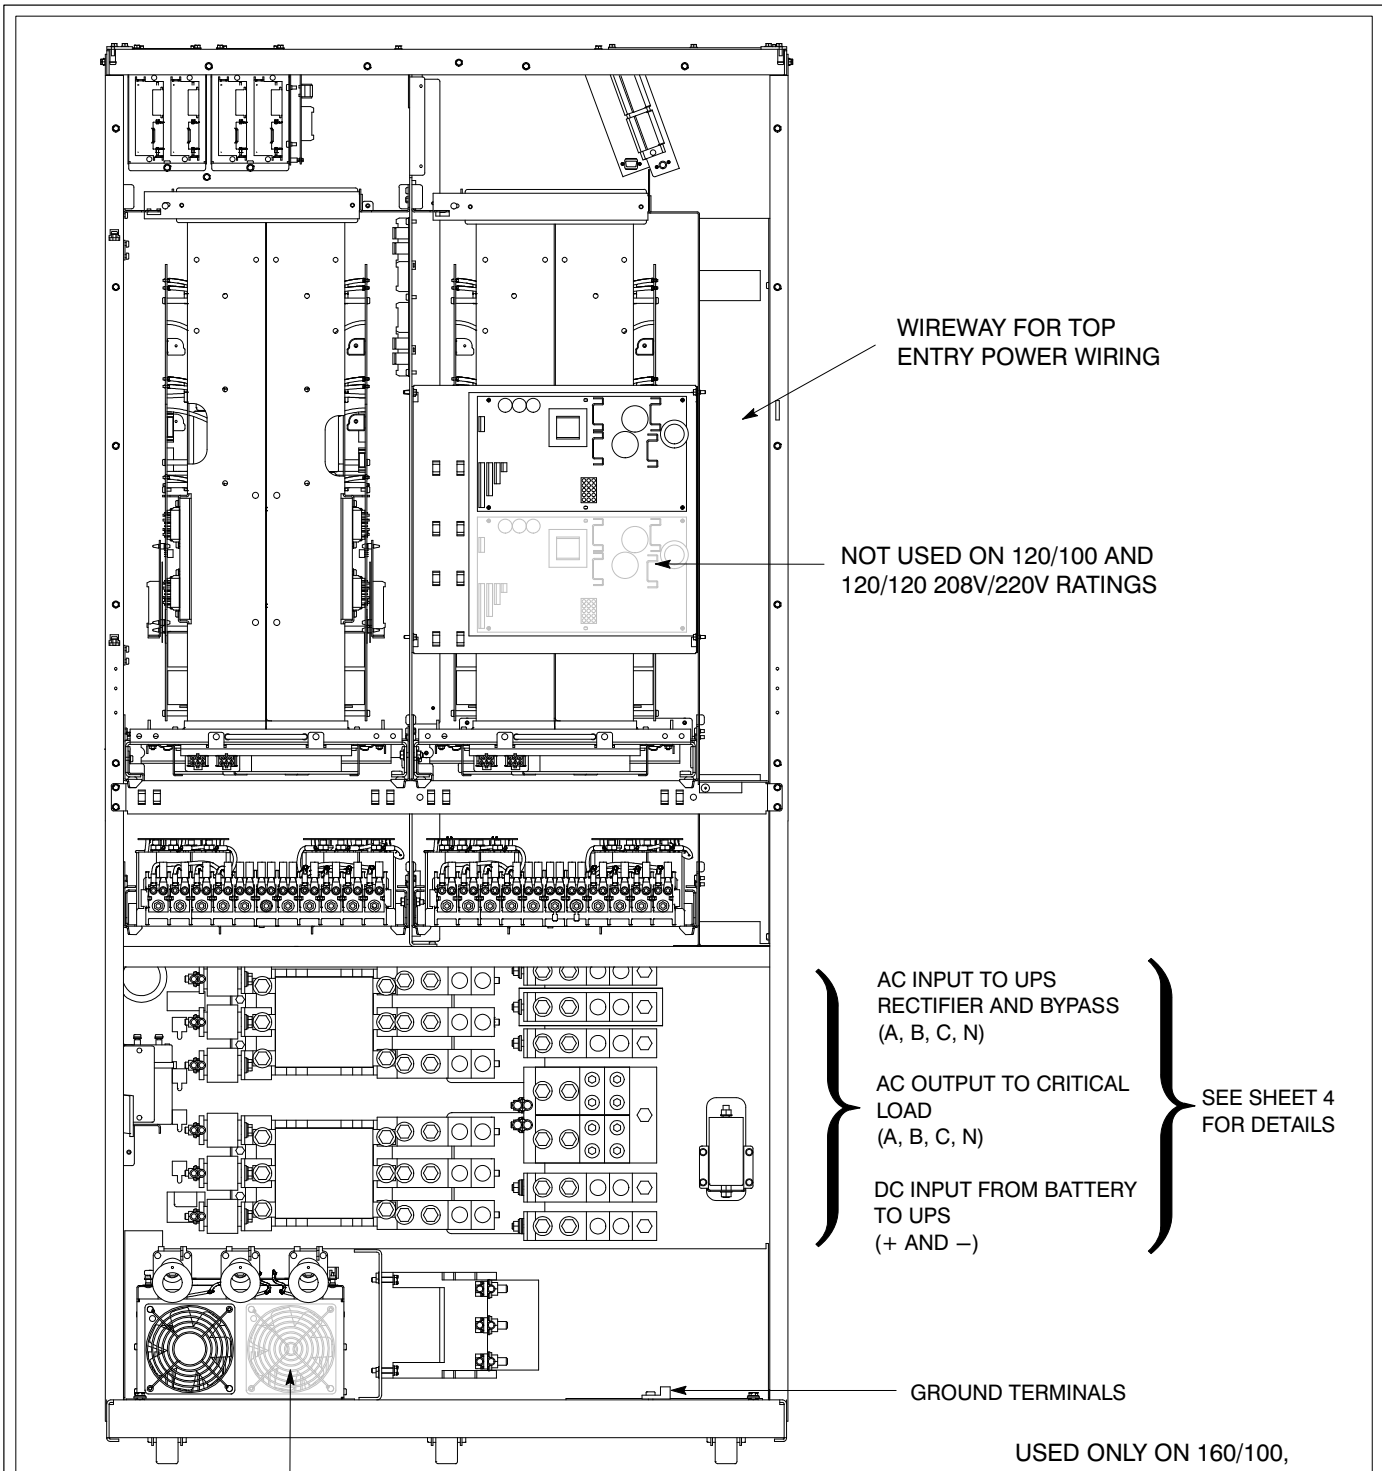 WIREWAY FOR TOP
ENTRY POWER WIRING
NOT USED ON 120/100 AND
120/120 208V/220V RATINGS
AC INPUT TO UPS
RECTIFIER AND BYPASS
(A, B, C, N)
AC OUTPUT TO CRITICAL
LOAD
(A, B, C, N)
DC INPUT FROM BATTERY
TO UPS
(+ AND −)
SEE SHEET 4
FOR DETAILS
GROUND TERMINALS
USED ONLY ON 160/100,